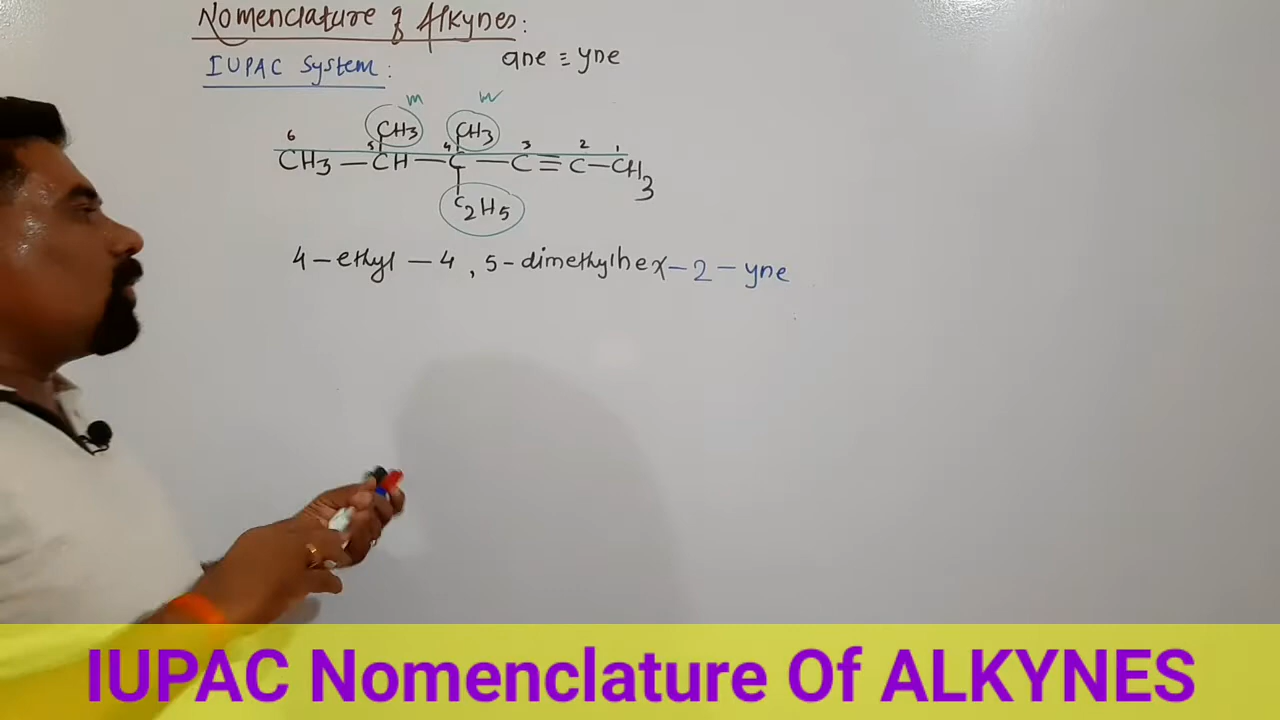 Nomenclature of Alkynes:
IUPAC System:
ane ≡ yne
m w
6 CH3 5 CH3 4 CH3 3 2 1
CH3 — CH — C — C ≡ C — CH3
C2H5
4 – ethyl – 4 , 5 - dimethylhex – 2 – yne
IUPAC Nomenclature Of ALKYNES